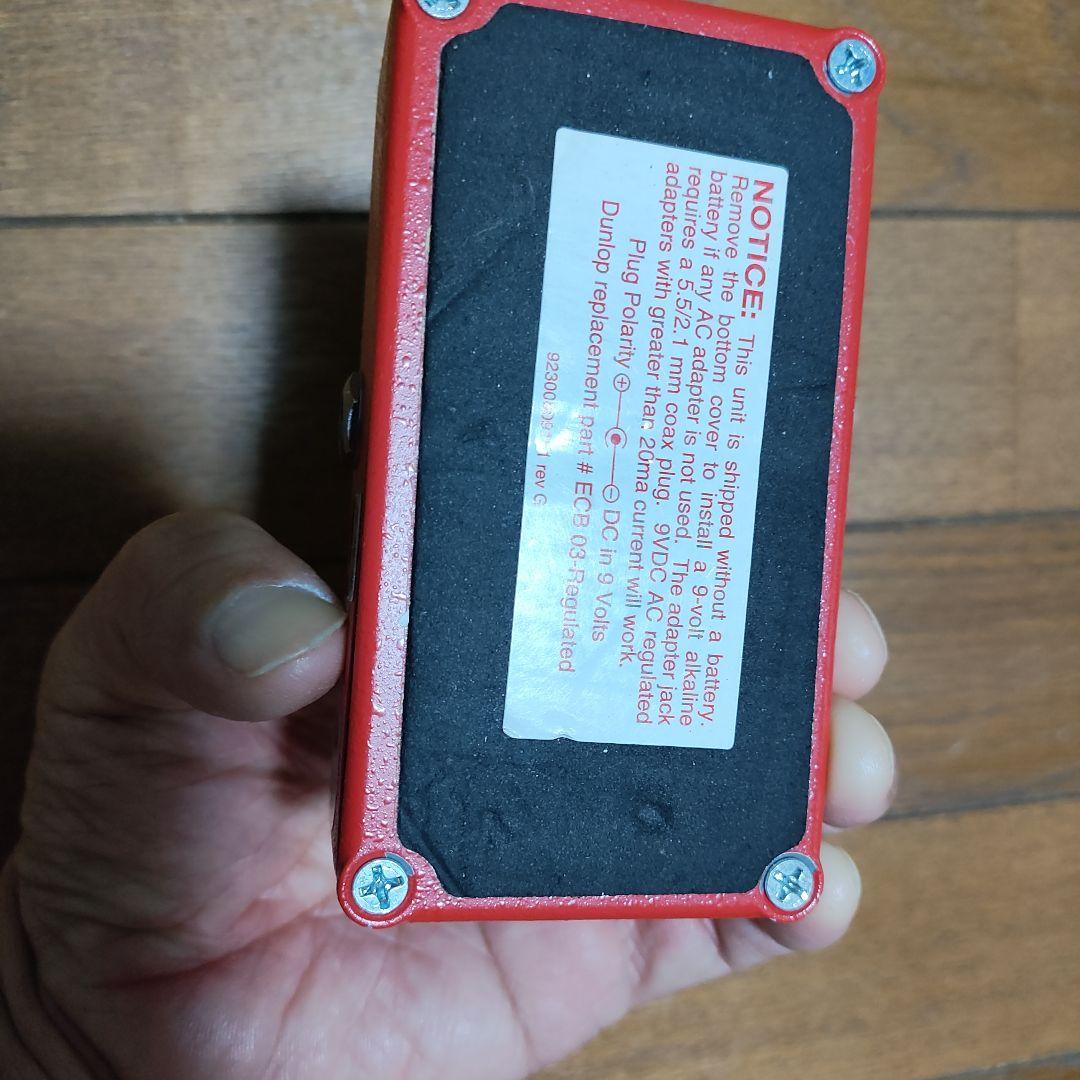 NOTICE: This unit is shipped without a battery.
Remove the bottom cover to install a 9-volt alkaline
battery if any AC adapter is not used. The adapter jack
requires a 5.5/2.1 mm coax plug. 9VDC AC regulated
adapters with greater than 20ma current will work.
Plug Polarity + - DC in 9 Volts
Dunlop replacement part # ECB 03-Regulated
rev G